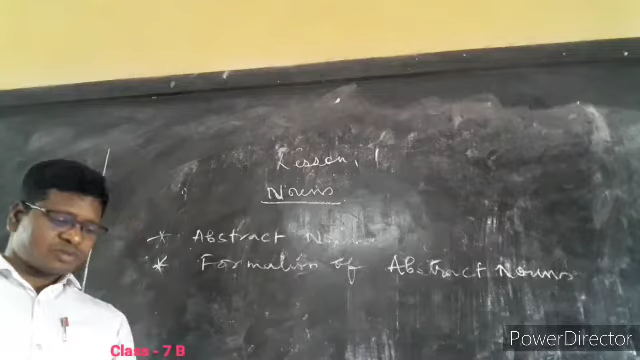 Lesson, 1
Nouns
* Abstract Nouns
* Formation of Abstract Nouns
Class - 7 B
PowerDirector